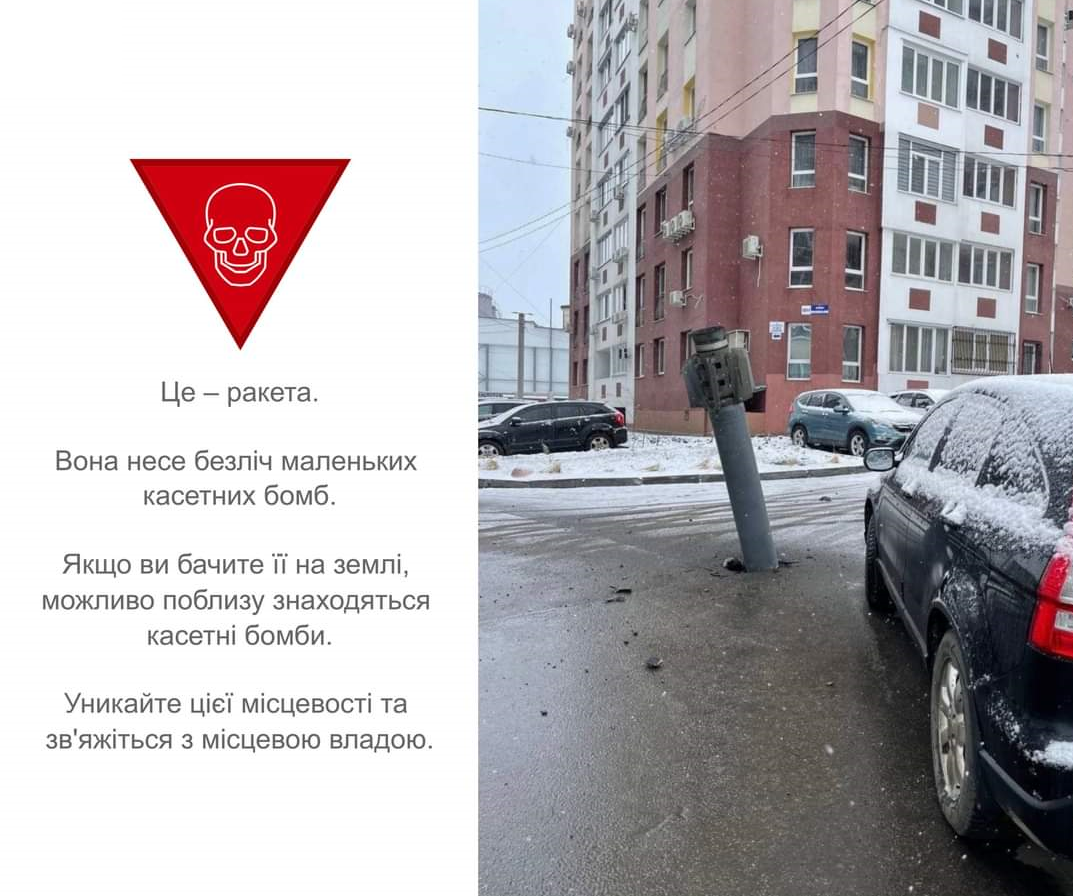 Це – ракета.
Вона несе безліч маленьких
касетних бомб.
Якщо ви бачите її на землі,
можливо поблизу знаходяться
касетні бомби.
Уникайте цієї місцевості та
зв'яжіться з місцевою владою.